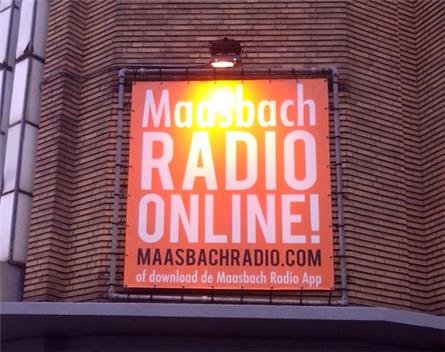 Maasbach
RADIO
ONLINE!
MAASBACHRADIO.COM
of download de Maasbach Radio App